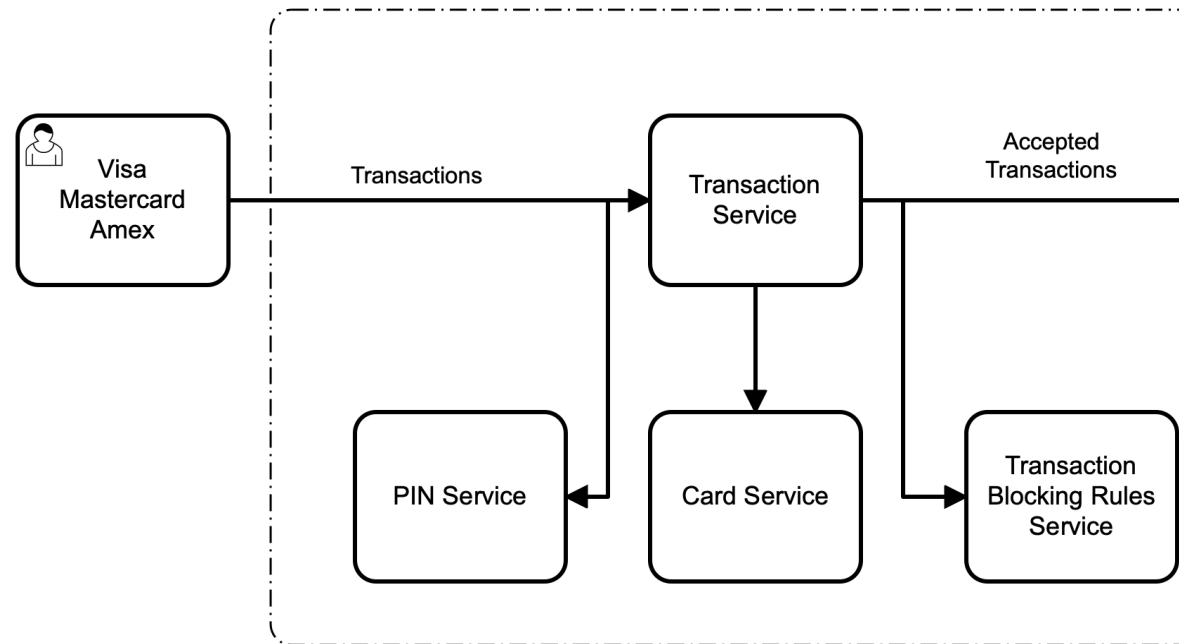 Visa
Mastercard
Amex
Transactions
Transaction
Service
Accepted
Transactions
PIN Service
Card Service
Transaction
Blocking Rules
Service